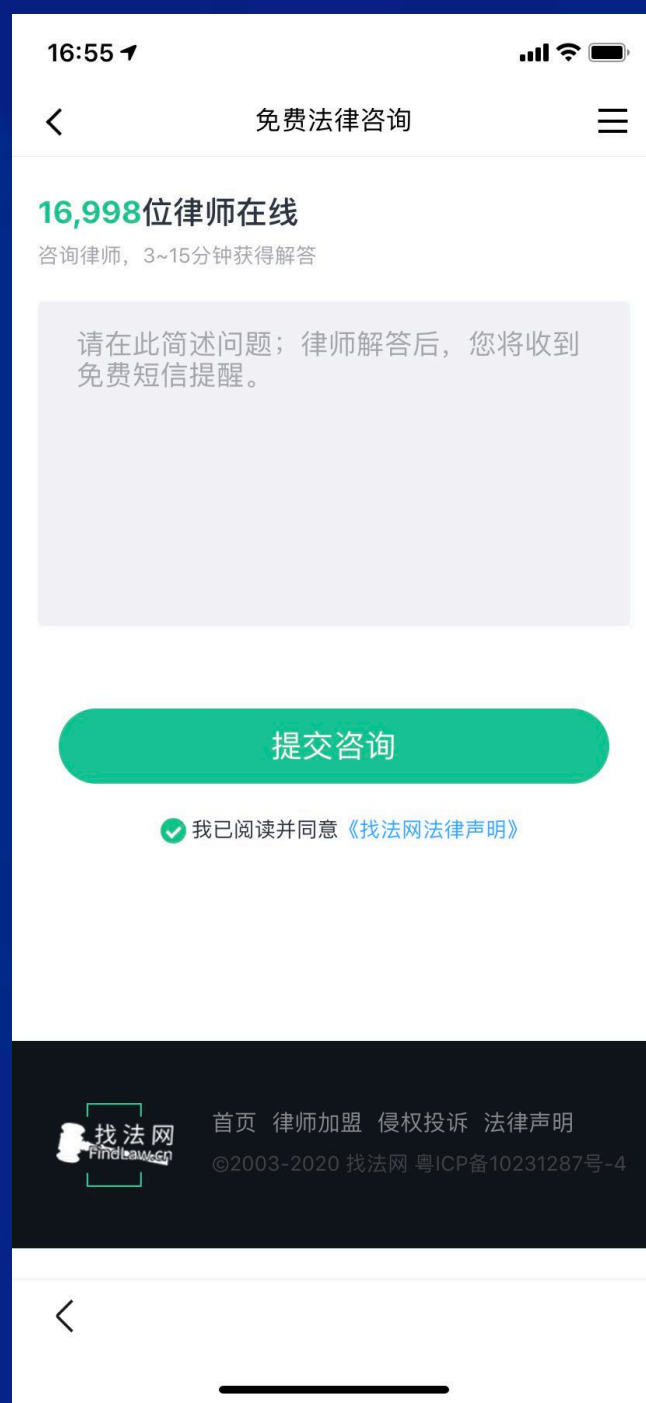 16:55
免费法律咨询
16,998位律师在线
咨询律师，3~15分钟获得解答
请在此简述问题；律师解答后，您将收到
免费短信提醒。
提交咨询
我已阅读并同意《找法网法律声明》
找法网
FindLaw.cn
首页 律师加盟 侵权投诉 法律声明
©2003-2020 找法网 粤ICP备10231287号-4